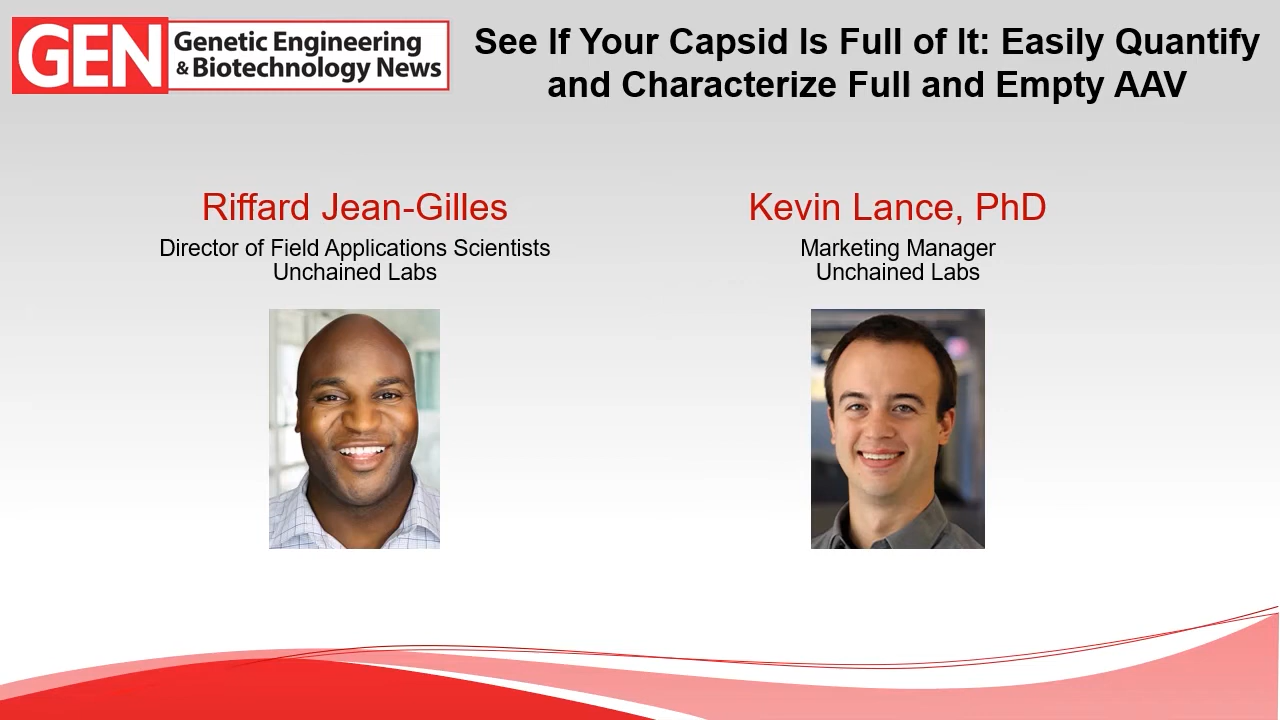 GEN
Genetic Engineering
& Biotechnology News
See If Your Capsid Is Full of It: Easily Quantify
and Characterize Full and Empty AAV
Riffard Jean-Gilles
Director of Field Applications Scientists
Unchained Labs
Kevin Lance, PhD
Marketing Manager
Unchained Labs